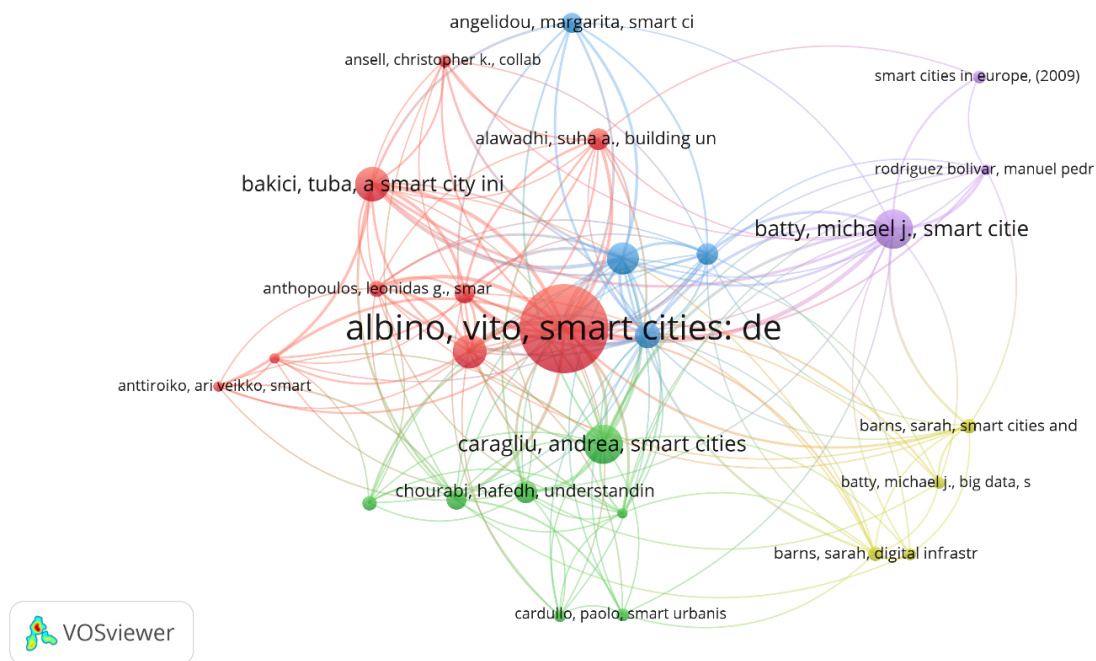 angelidou, margarita, smart ci
ansell, christopher k., collab
smart cities in europe, (2009)
alawadhi, suha a., building un
rodriguez bolivar, manuel pedr
bakici, tuba, a smart city ini
batty, michael j., smart citie
anthopoulos, leonidas g., smar
albino, vito, smart cities: de
anttiroiko, ari veikko, smart
barns, sarah, smart cities and
caragliu, andrea, smart cities
batty, michael j., big data, s
chourabi, hafedh, understandin
barns, sarah, digital infrastr
cardullo, paolo, smart urbanis
VOSviewer